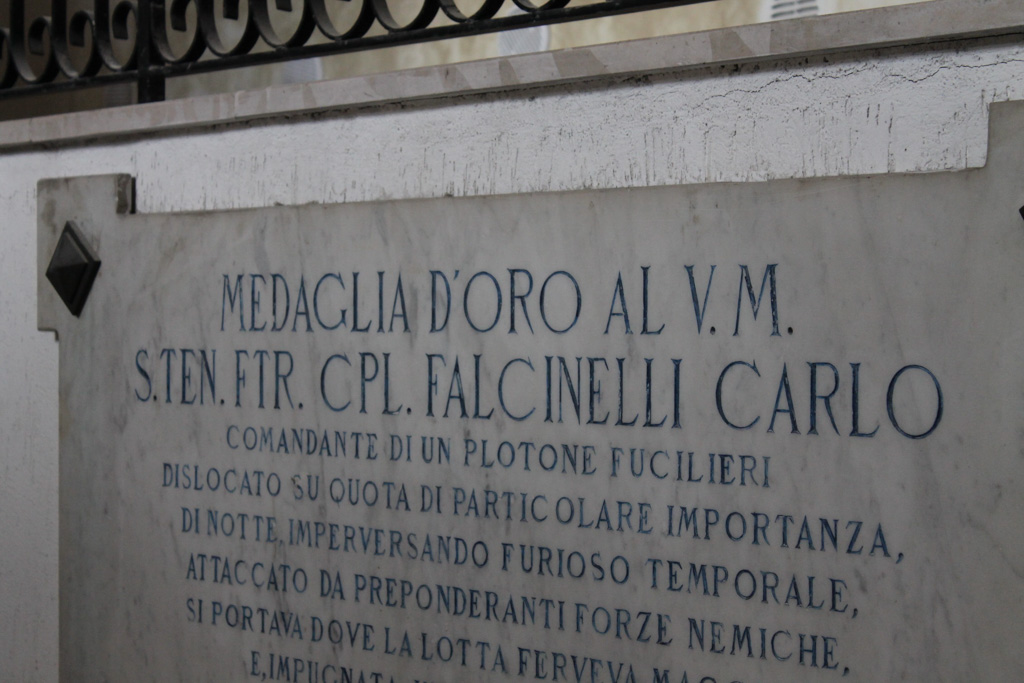 MEDAGLIA D'ORO AL V. M.
S. TEN. FTR. CPL. FALCINELLI CARLO
COMANDANTE DI UN PLOTONE FUCILIERI
DISLOCATO SU QUOTA DI PARTICOLARE IMPORTANZA,
DI NOTTE, IMPERVERSANDO FURIOSO TEMPORALE,
ATTACCATO DA PREPONDERANTI FORZE NEMICHE,
SI PORTAVA DOVE LA LOTTA FERVEVA
E, IMPUGNATA